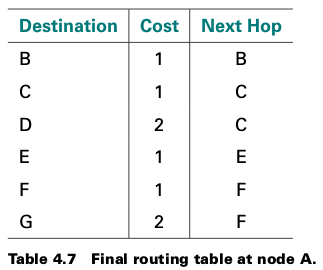 Destination Cost Next Hop
B 1 B
C 1 C
D 2 C
E 1 E
F 1 F
G 2 F
Table 4.7 Final routing table at node A.